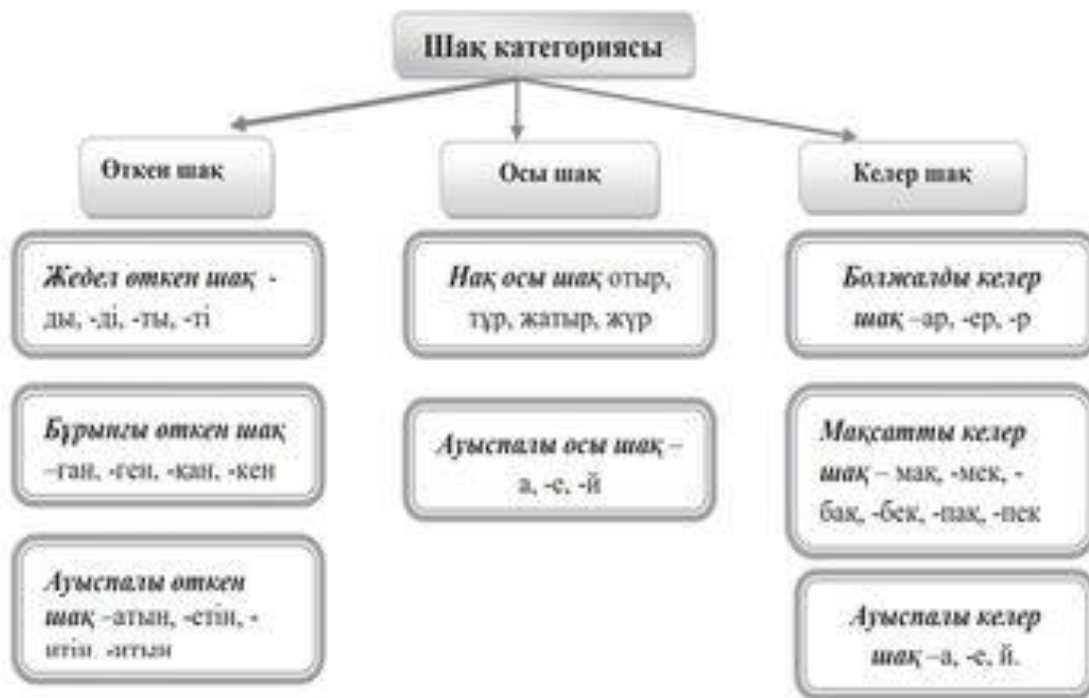 Шақ категориясы
Өткен шақ
Осы шақ
Келер шақ
Жедел өткен шақ -
ды, -ді, -ты, -ті
Нақ осы шақ отыр,
тұр, жатыр, жүр
Болжалды келер
шақ –ар, -ер, -р
Бұрынғы өткен шақ
–ған, -ген, -қан, -кен
Ауыспалы осы шақ –
а, -е, -й
Мақсатты келер
шақ – мақ, -мек, -
бақ, -бек, -пақ, -пек
Ауыспалы өткен
шақ –атын, -етін, -
итін, -итын
Ауыспалы келер
шақ –а, -е, й.